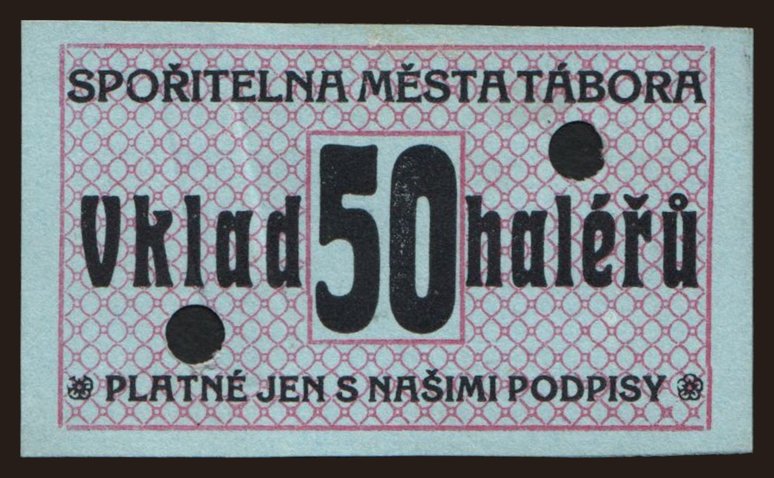 SPOŘITELNA MĚSTA TÁBORA
Vklad 50 haléřů
PLATNÉ JEN S NAŠIMI PODPISY